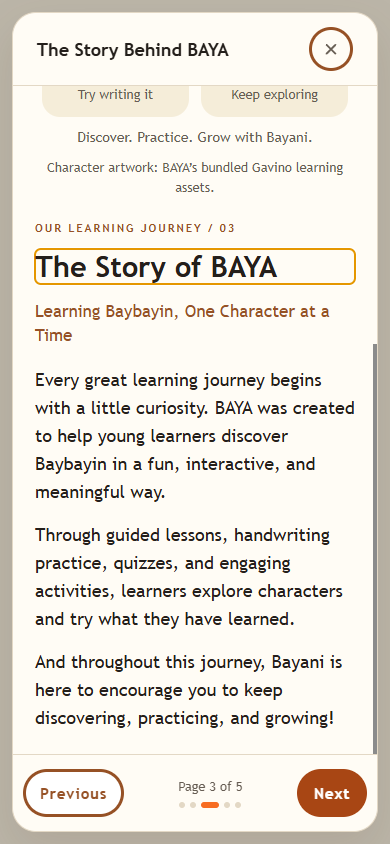 The Story Behind BAYA
Try writing it
Keep exploring
Discover. Practice. Grow with Bayani.
Character artwork: BAYA's bundled Gavino learning
assets.
OUR LEARNING JOURNEY / 03
The Story of BAYA
Learning Baybayin, One Character at a
Time
Every great learning journey begins
with a little curiosity. BAYA was created
to help young learners discover
Baybayin in a fun, interactive, and
meaningful way.
Through guided lessons, handwriting
practice, quizzes, and engaging
activities, learners explore characters
and try what they have learned.
And throughout this journey, Bayani is
here to encourage you to keep
discovering, practicing, and growing!
Previous
Page 3 of 5
Next